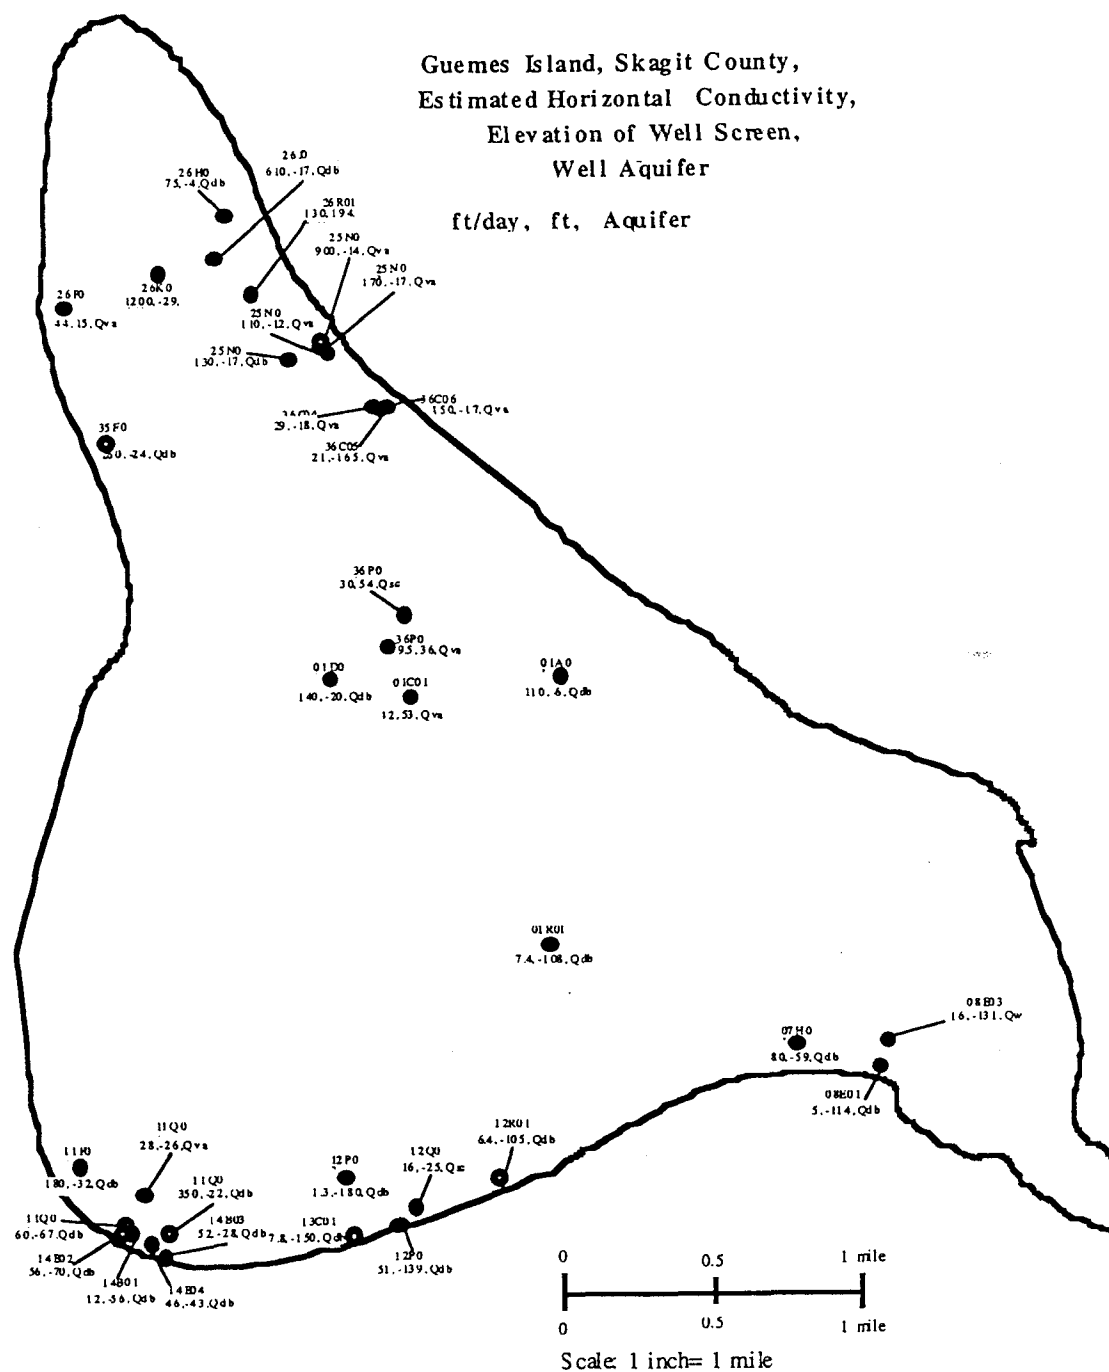 Guemes Island, Skagit County,
Estimated Horizontal Conductivity,
Elevation of Well Screen,
Well Aquifer
ft/day, ft, Aquifer
26J0
610,-17,Qdb
26H0
75,-4,Qdb
26R01
130,194
25N0
900,-14,Qva
25N0
170,-17,Qva
26K0
1200,-29,
26P0
44,15,Qva
25N0
110,-12,Qva
25N0
130,-17,Qdb
36C06
150,-17,Qva
29,-18,Qva
36C05
21,-165,Qva
35F0
-24,Qdb
36P0
30,54,Qsc
36P0
95,36,Qva
01D0
140,-20,Qdb
01C01
12,53,Qva
01A0
110,-6,Qdb
01R01
7.4,-108,Qdb
08E03
16,-131,Qw
07H0
80,-59,Qdb
08E01
5,-114,Qdb
11Q0
28,-26,Qva
180,-32,Qdb
11Q0
350,-22,Qdb
12R01
6.4,-105,Qdb
12Q0
16,-25,Qsc
12P0
1.3,-180,Qdb
11Q0
60,-67,Qdb
14B03
52,-28,Qdb
13C01
7.8,-150,
14B02
56,-70,Qdb
12P0
51,-139,Qdb
14B01
12,-56,Qdb
14B04
46,-43,Qdb
0 0.5 1 mile
0 0.5 1 mile
Scale: 1 inch= 1 mile